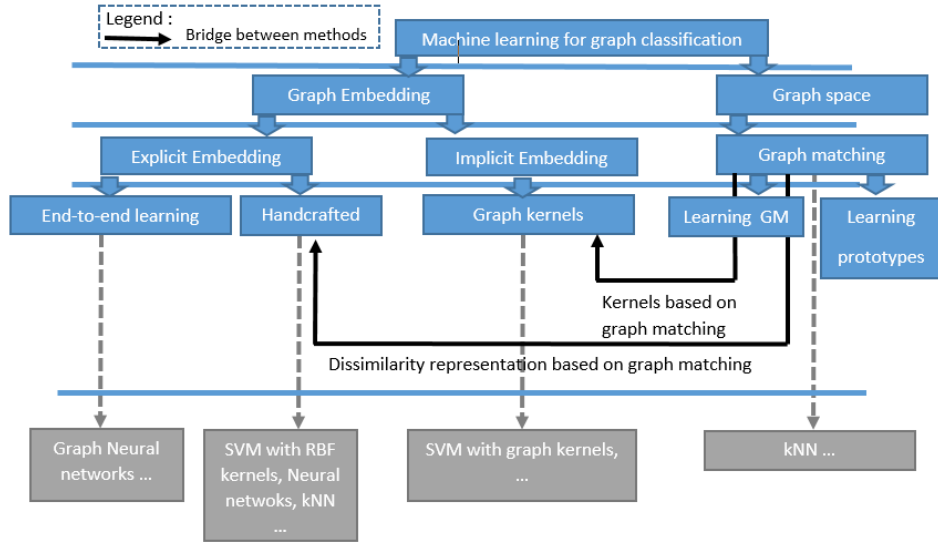 Legend :
Bridge between methods
Machine learning for graph classification
Graph Embedding
Graph space
Explicit Embedding
Implicit Embedding
Graph matching
End-to-end learning
Handcrafted
Graph kernels
Learning GM
Learning
prototypes
Kernels based on
graph matching
Dissimilarity representation based on graph matching
Graph Neural
networks ...
SVM with RBF
kernels, Neural
netwoks, kNN
...
SVM with graph kernels,
...
kNN ...